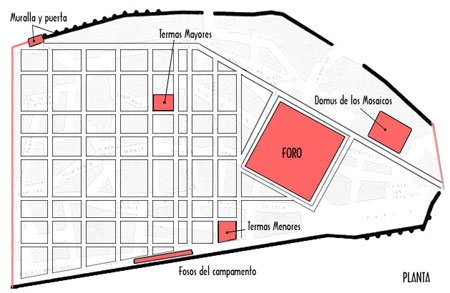 Muralla y puerta
Termas Mayores
Domus de los Mosaicos
FORO
Termas Menores
Fosos del campamento
PLANTA